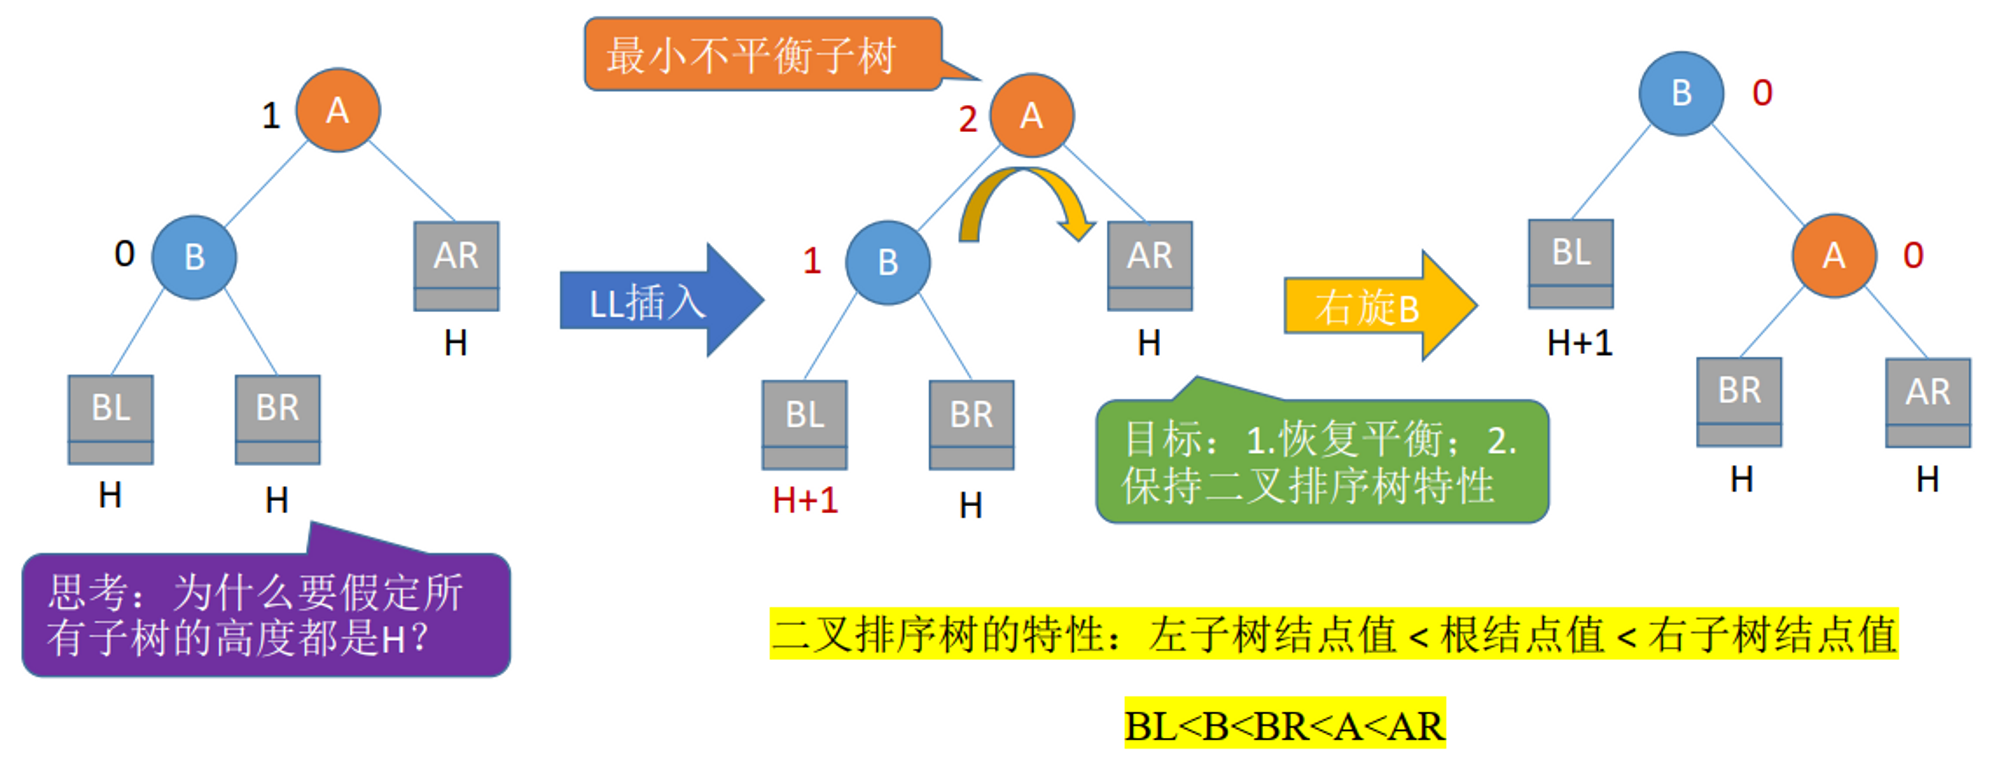 最小不平衡子树
1
A
0
B
AR
H
BL
BR
H
H
思考：为什么要假定所
有子树的高度都是H？
LL插入
2
A
1
B
AR
H
BL
BR
H+1
H
目标：1.恢复平衡；2.
保持二叉排序树特性
右旋B
B
0
BL
H+1
A
0
BR
AR
H
H
二叉排序树的特性：左子树结点值 < 根结点值 < 右子树结点值
BL<B<BR<A<AR